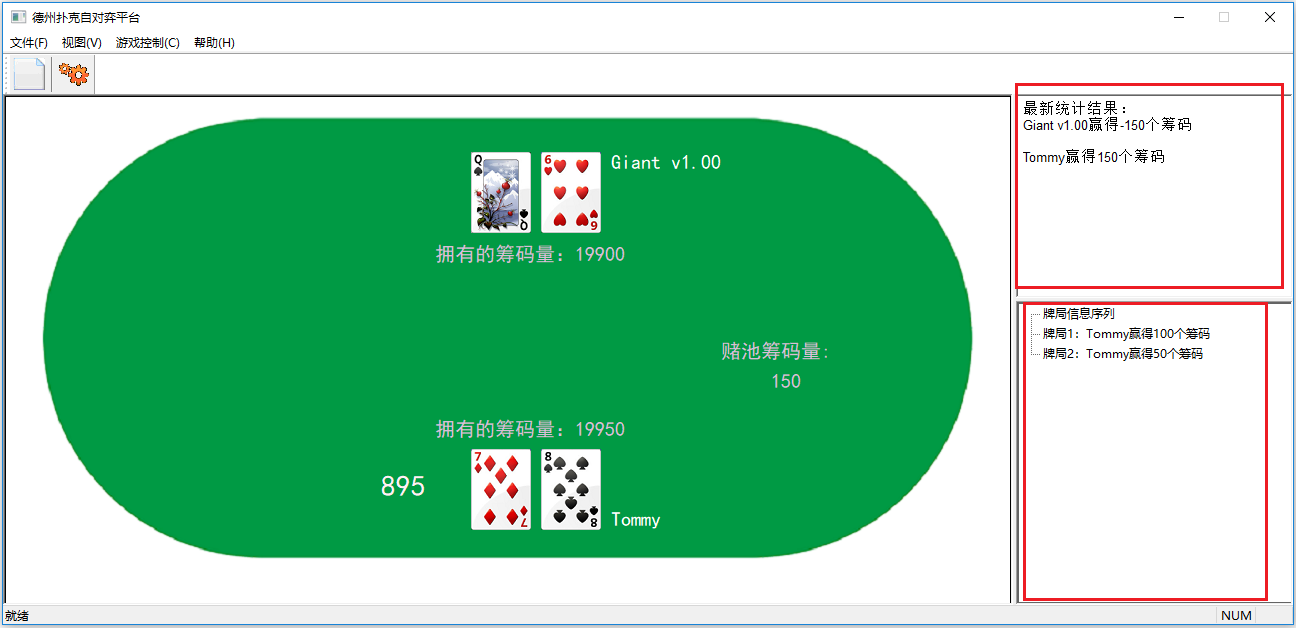 德州扑克自对弈平台
文件(F) 视图(V) 游戏控制(C) 帮助(H)
Q
Q
6
6
Giant v1.00
拥有的筹码量：19900
赌池筹码量:
150
拥有的筹码量：19950
895
7
7
8
8
Tommy
最新统计结果：
Giant v1.00赢得-150个筹码
Tommy赢得150个筹码
牌局信息序列
牌局1：Tommy赢得100个筹码
牌局2：Tommy赢得50个筹码
就绪
NUM